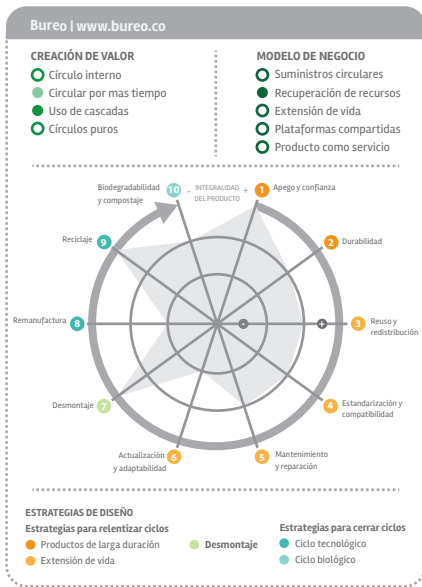 Bureo | www.bureo.co
CREACIÓN DE VALOR
Círculo interno
Circular por mas tiempo
Uso de cascadas
Círculos puros
MODELO DE NEGOCIO
Suministros circulares
Recuperación de recursos
Extensión de vida
Plataformas compartidas
Producto como servicio
Biodegradabilidad
y compostaje
10
- INTEGRALIDAD +
DEL PRODUCTO
1
Apego y confianza
Reciclaje
9
2
Durabilidad
Remanufactura
8
-
+
3
Reuso y
redistribución
Desmontaje
7
4
Estandarización y
compatibilidad
Actualización
y adaptabilidad
6
5
Mantenimiento
y reparación
ESTRATEGIAS DE DISEÑO
Estrategias para relentizar ciclos
Productos de larga duración
Extensión de vida
Desmontaje
Estrategias para cerrar ciclos
Ciclo tecnológico
Ciclo biológico